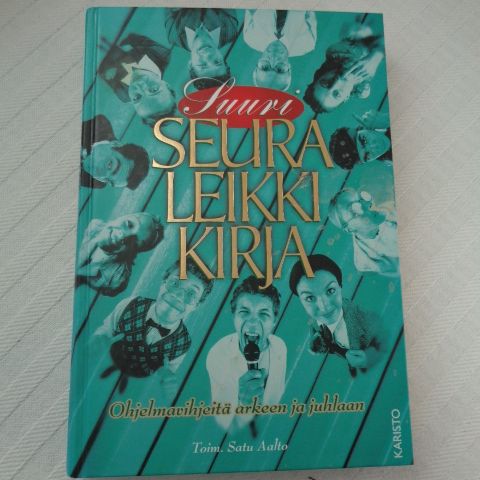 Suuri
SEURA
LEIKKI
KIRJA
Ohjelmavihjeitä arkeen ja juhlaan
Toim. Satu Aalto
KARISTO